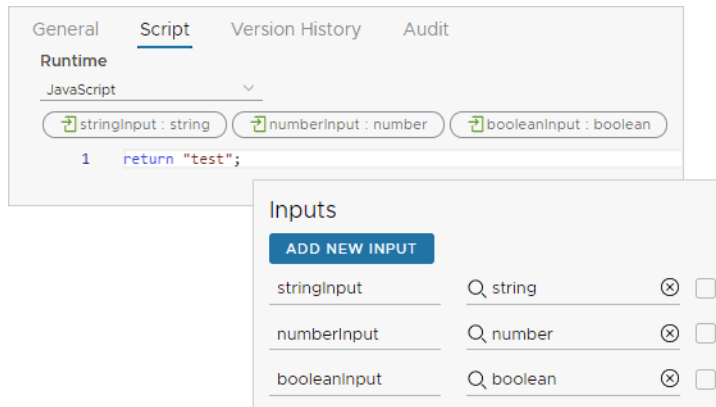 General Script Version History Audit
Runtime
JavaScript
stringInput : string numberInput : number booleanInput : boolean
1 return "test";
Inputs
ADD NEW INPUT
stringInput string
numberInput number
booleanInput boolean